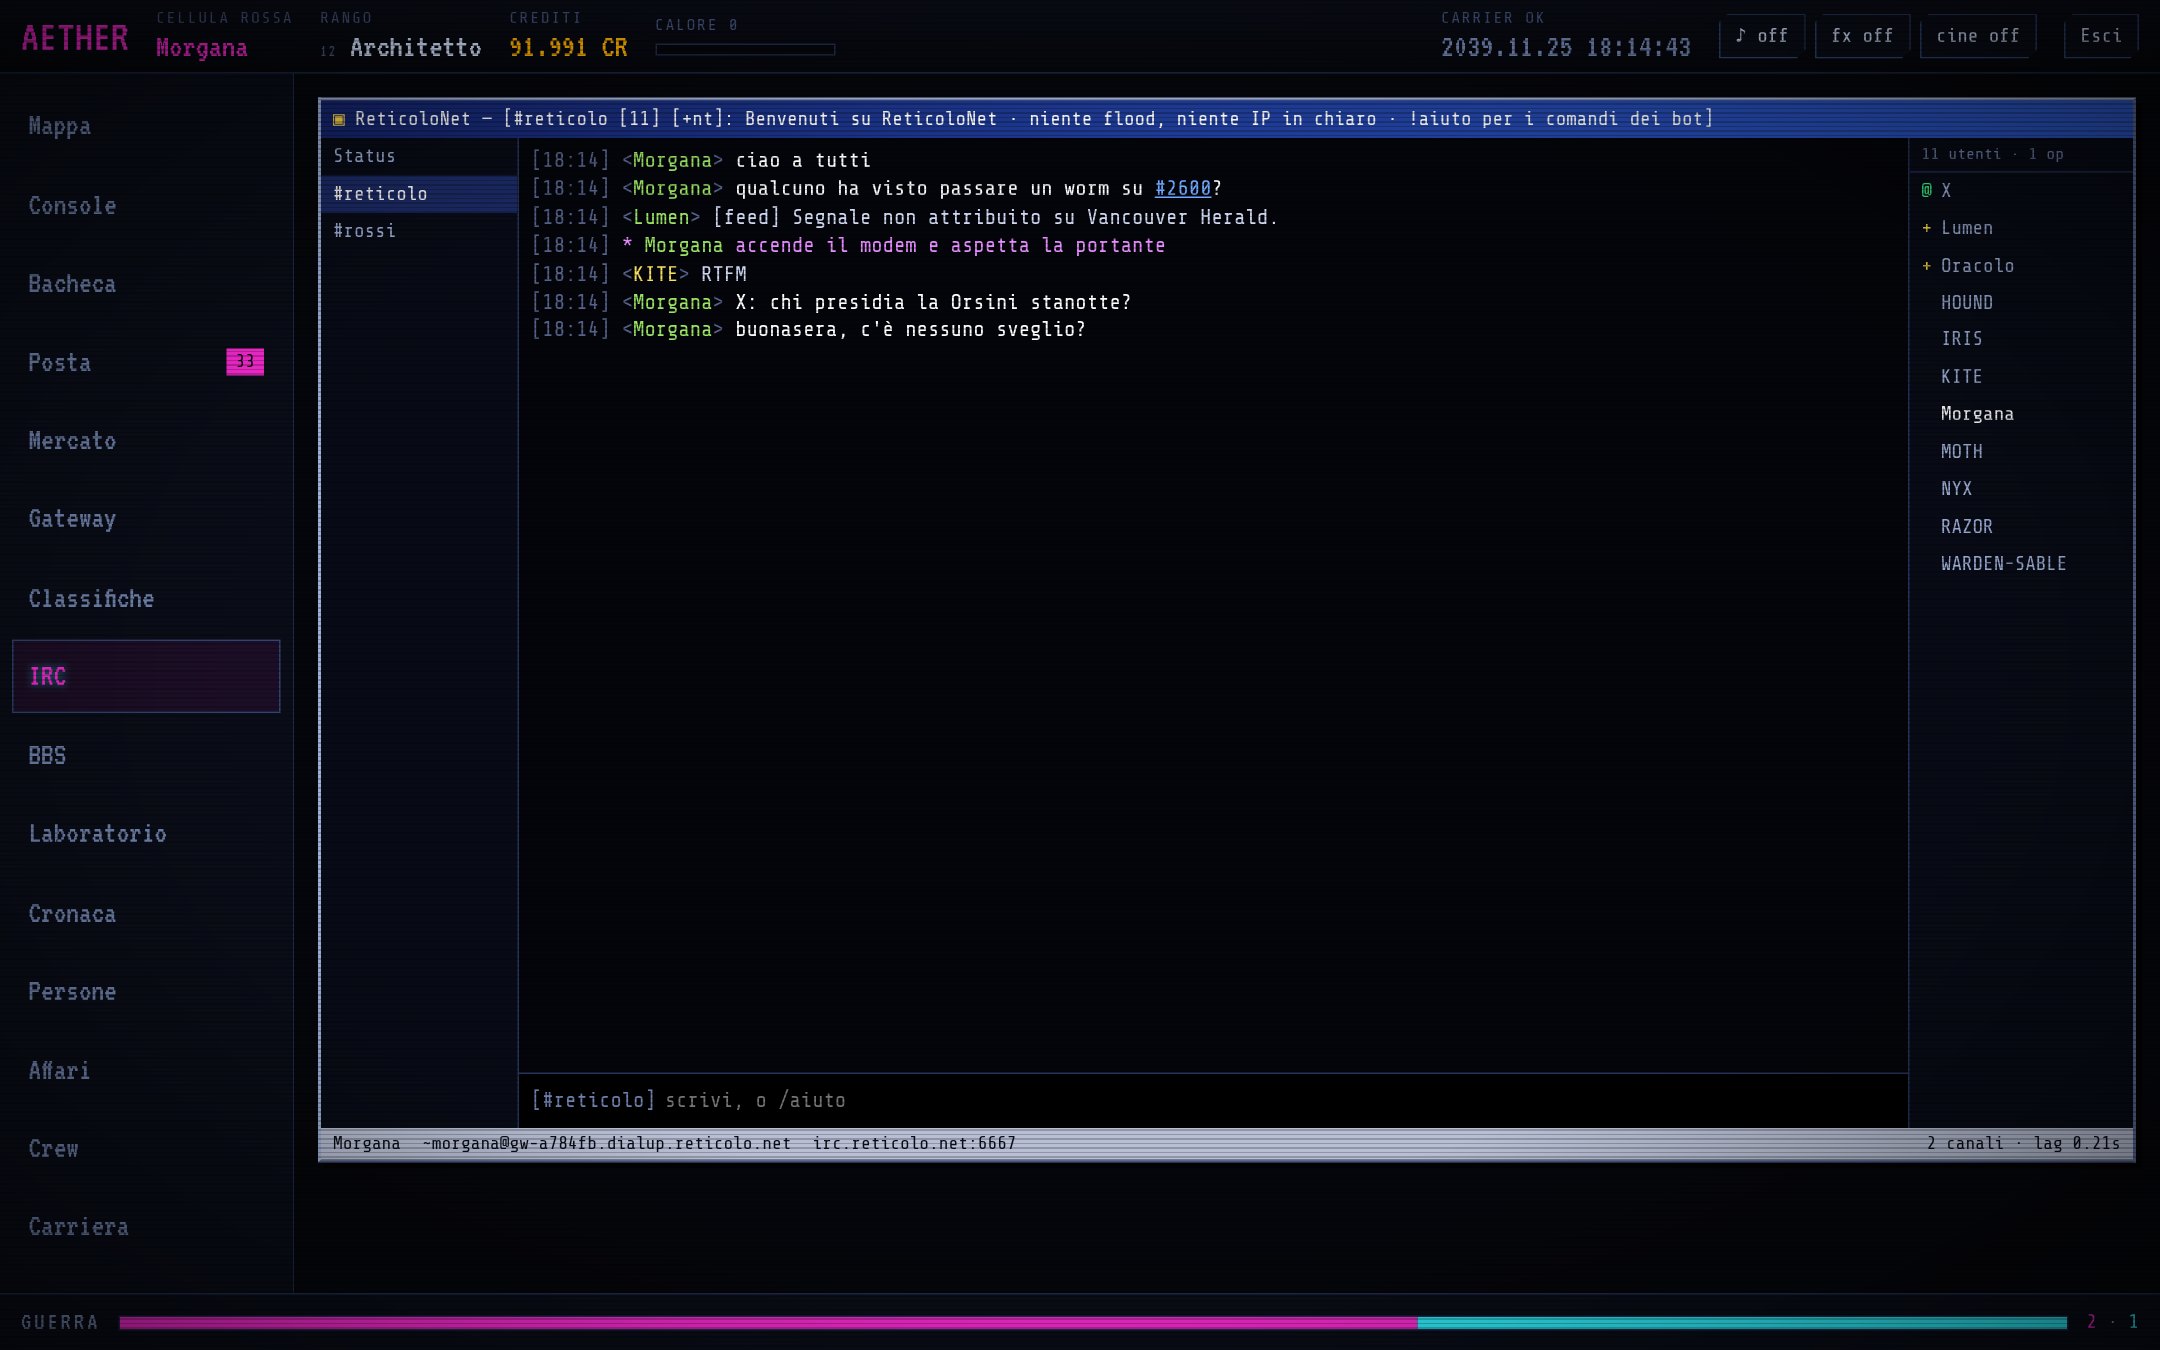 AETHER
CELLULA ROSSA
Morgana
RANGO
12 Architetto
CREDITI
91.991 CR
CALORE 0
CARRIER OK
2039.11.25 18:14:43
♪ off
fx off
cine off
Esci
Mappa
Console
Bacheca
Posta 33
Mercato
Gateway
Classifiche
IRC
BBS
Laboratorio
Cronaca
Persone
Affari
Crew
Carriera
▣ ReticoloNet — [#reticolo [11] [+nt]: Benvenuti su ReticoloNet · niente flood, niente IP in chiaro · !aiuto per i comandi dei bot]
Status
#reticolo
#rossi
[18:14] <Morgana> ciao a tutti
[18:14] <Morgana> qualcuno ha visto passare un worm su #2600?
[18:14] <Lumen> [feed] Segnale non attribuito su Vancouver Herald.
[18:14] * Morgana accende il modem e aspetta la portante
[18:14] <KITE> RTFM
[18:14] <Morgana> X: chi presidia la Orsini stanotte?
[18:14] <Morgana> buonasera, c'è nessuno sveglio?
[#reticolo] scrivi, o /aiuto
11 utenti · 1 op
@ X
+ Lumen
+ Oracolo
HOUND
IRIS
KITE
Morgana
MOTH
NYX
RAZOR
WARDEN-SABLE
Morgana ~morgana@gw-a784fb.dialup.reticolo.net irc.reticolo.net:6667
2 canali · lag 0.21s
GUERRA
2 · 1